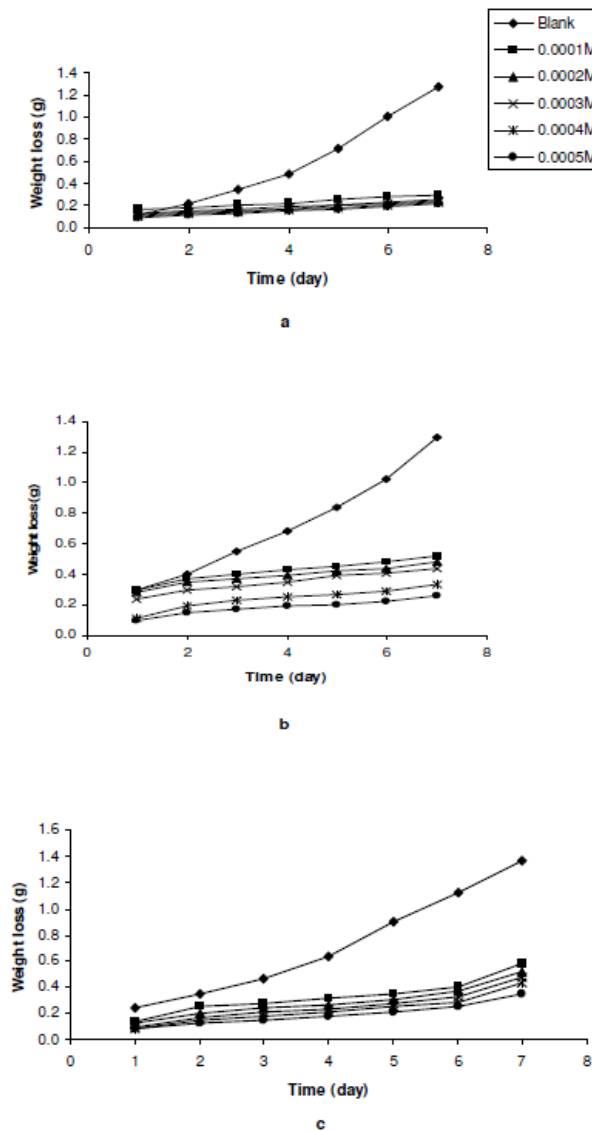 Blank
0.0001M
0.0002M
0.0003M
0.0004M
0.0005M
1.4
1.2
1.0
0.8
0.6
0.4
0.2
0.0
Weight loss (g)
0 2 4 6 8
Time (day)
a
1.4
1.2
1.0
0.8
0.6
0.4
0.2
0.0
Weight loss(g)
0 2 4 6 8
Time (day)
b
1.6
1.4
1.2
1.0
0.8
0.6
0.4
0.2
0.0
Weight loss (g)
0 1 2 3 4 5 6 7 8
Time (day)
c